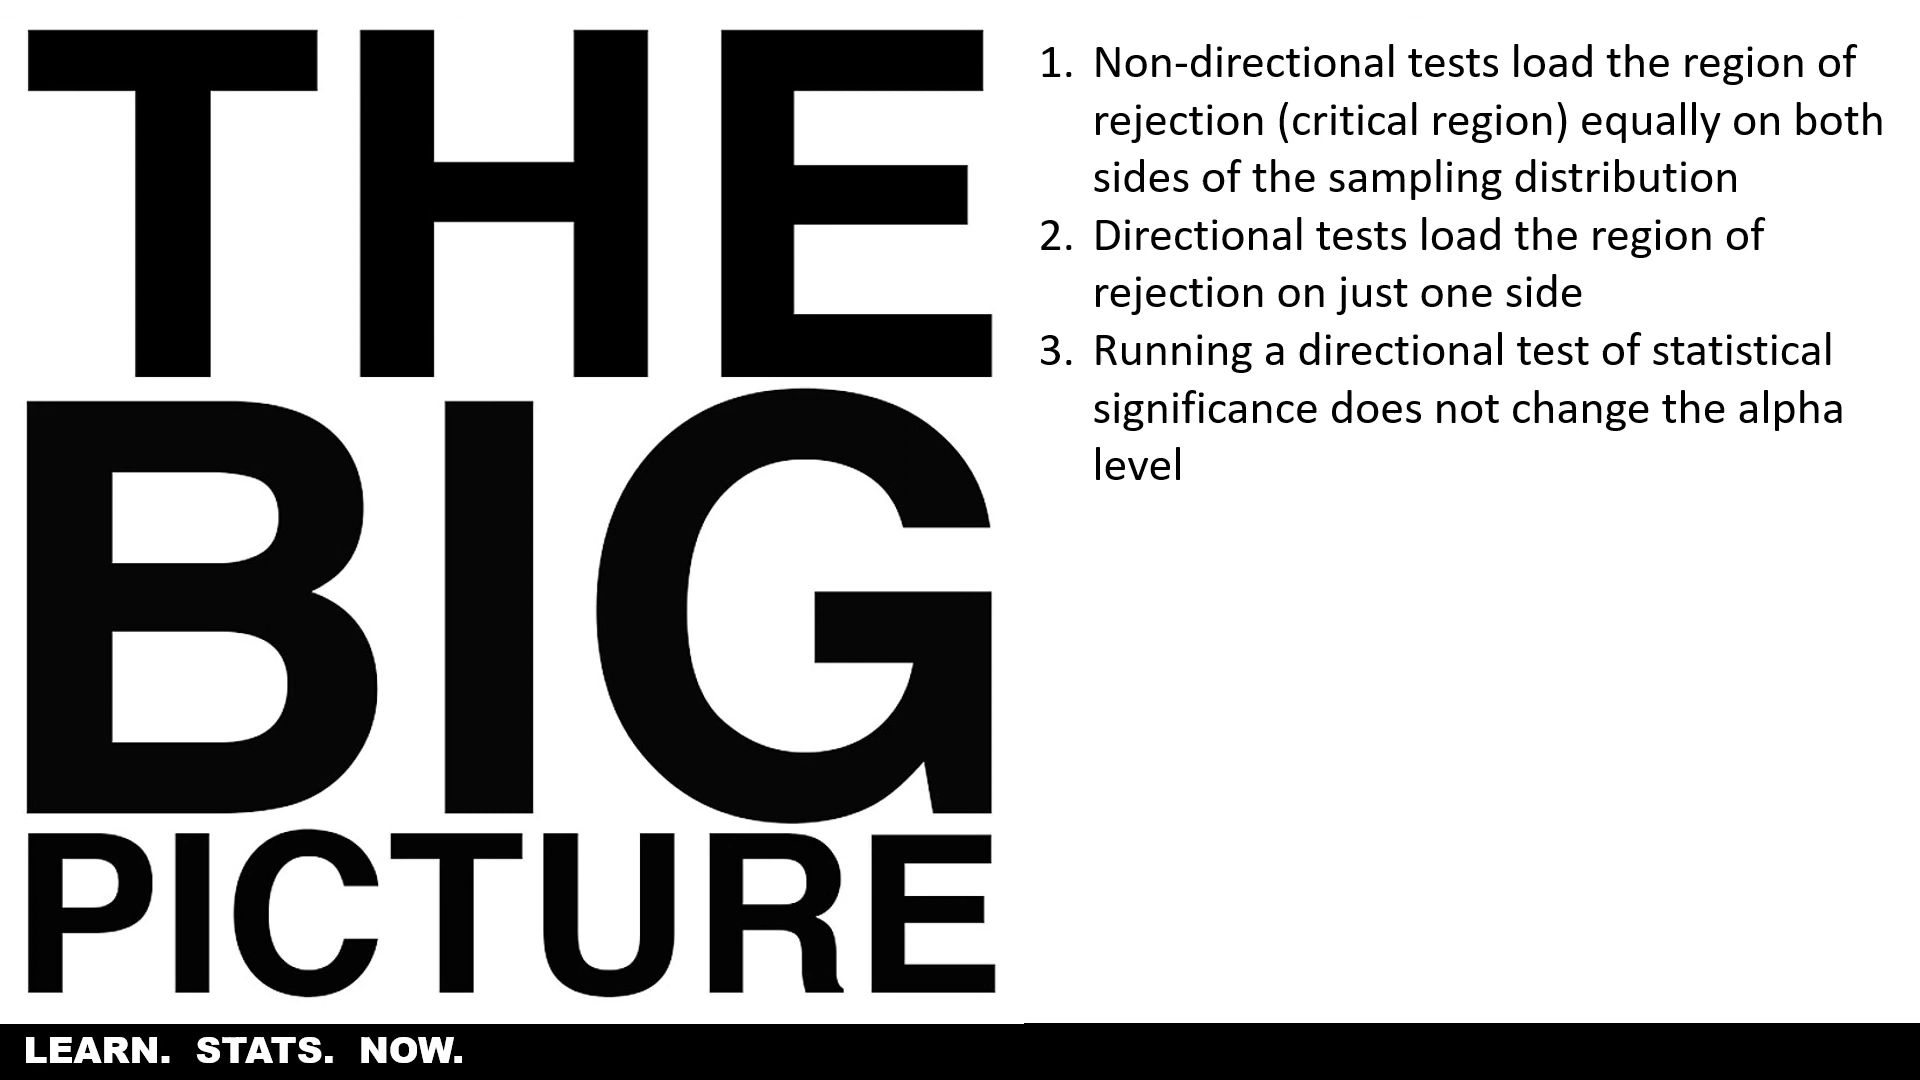 THE
BIG
PICTURE
1. Non-directional tests load the region of
rejection (critical region) equally on both
sides of the sampling distribution
2. Directional tests load the region of
rejection on just one side
3. Running a directional test of statistical
significance does not change the alpha
level
LEARN. STATS. NOW.